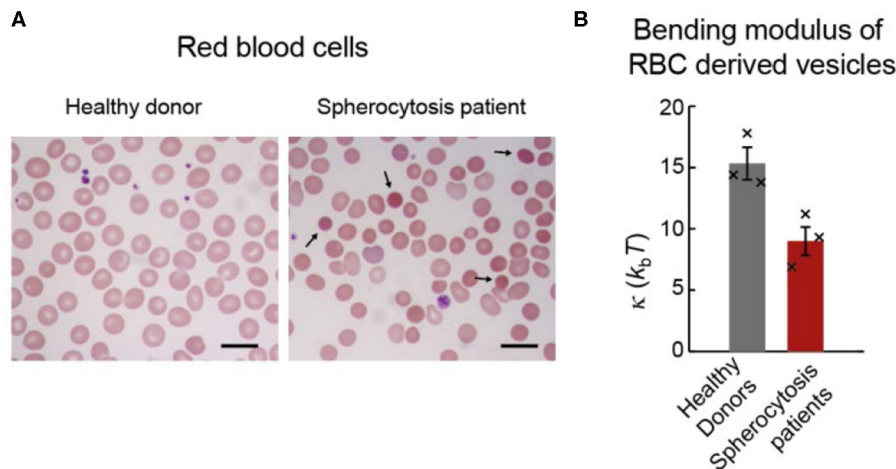 A
Red blood cells
Healthy donor
Spherocytosis patient
B
Bending modulus of
RBC derived vesicles
20
15
10
5
0
κ (k_bT)
Healthy
Donors
Spherocytosis
patients